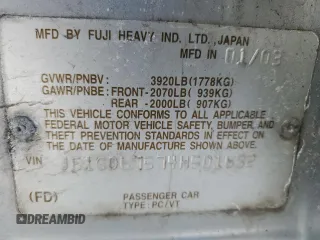 MFD BY FUJI HEAVY IND. LTD., JAPAN
MFD IN 01/03
GVWR/PNBV: 3920LB(1778KG)
GAWR/PNBE: FRONT-2070LB( 939KG)
REAR -2000LB( 907KG)
THIS VEHICLE CONFORMS TO ALL APPLICABLE
FEDERAL MOTOR VEHICLE SAFETY, BUMPER, AND
THEFT PREVENTION STANDARDS IN EFFECT ON
THE DATE OF MANUFACTURE SHOWN ABOVE.
VIN
(FD)
PASSENGER CAR
TYPE: PC/VT
DREAMBID